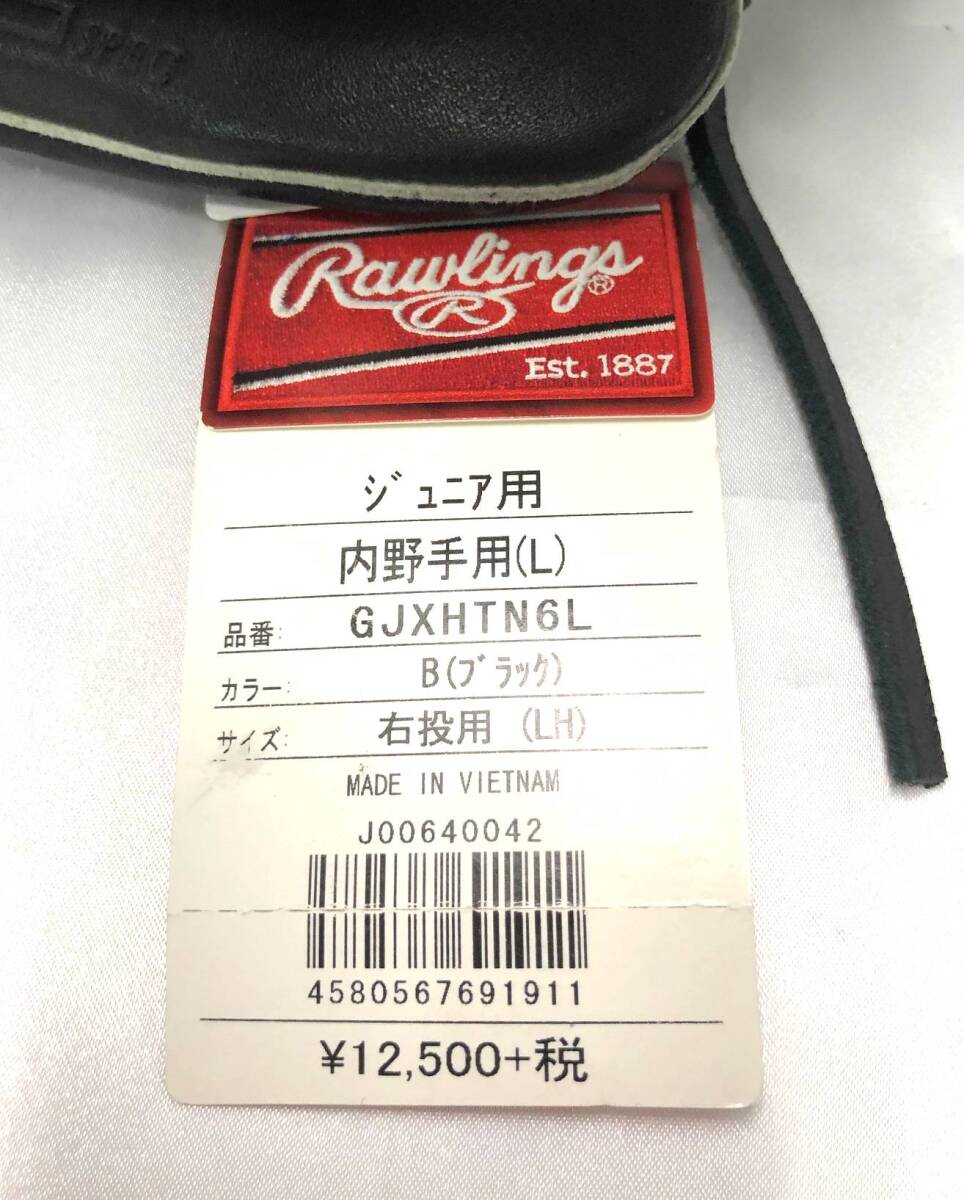 SPEC
Rawlings®
R
Est. 1887
ｼﾞｭﾆｱ用
内野手用(L)
品番: GJXHTN6L
カラー: B(ﾌﾞﾗｯｸ)
サイズ: 右投用 (LH)
MADE IN VIETNAM
J00640042
4580567691911
¥12,500+税